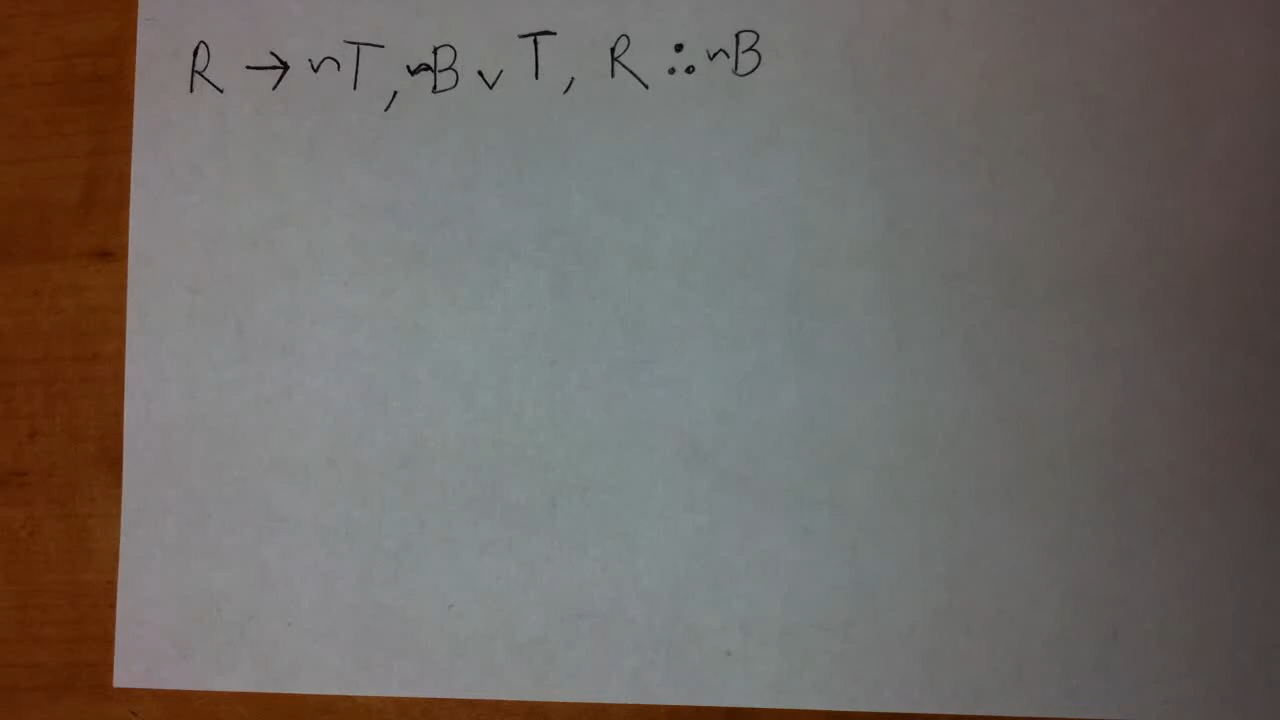 R → ~T, ~B ∨ T, R ∴ ~B